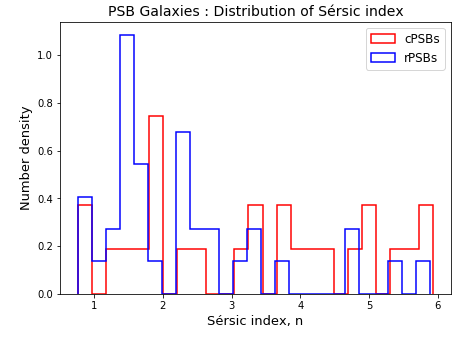 PSB Galaxies : Distribution of Sérsic index
cPSBs
rPSBs
Number density
1.0
0.8
0.6
0.4
0.2
0.0
1 2 3 4 5 6
Sérsic index, n